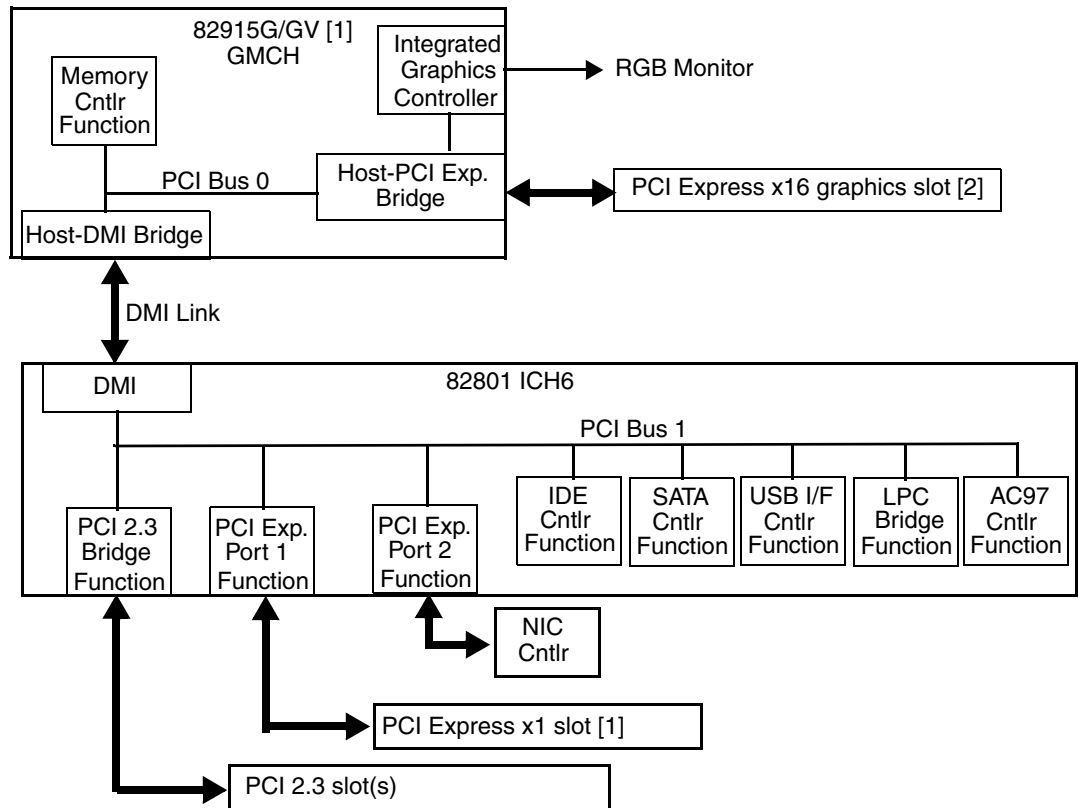 82915G/GV [1]
GMCH
Memory
Cntlr
Function
Integrated
Graphics
Controller
RGB Monitor
PCI Bus 0
Host-PCI Exp.
Bridge
PCI Express x16 graphics slot [2]
Host-DMI Bridge
DMI Link
DMI
82801 ICH6
PCI Bus 1
PCI 2.3
Bridge
Function
PCI Exp.
Port 1
Function
PCI Exp.
Port 2
Function
IDE
Cntlr
Function
SATA
Cntlr
Function
USB I/F
Cntlr
Function
LPC
Bridge
Function
AC97
Cntlr
Function
NIC
Cntlr
PCI Express x1 slot [1]
PCI 2.3 slot(s)